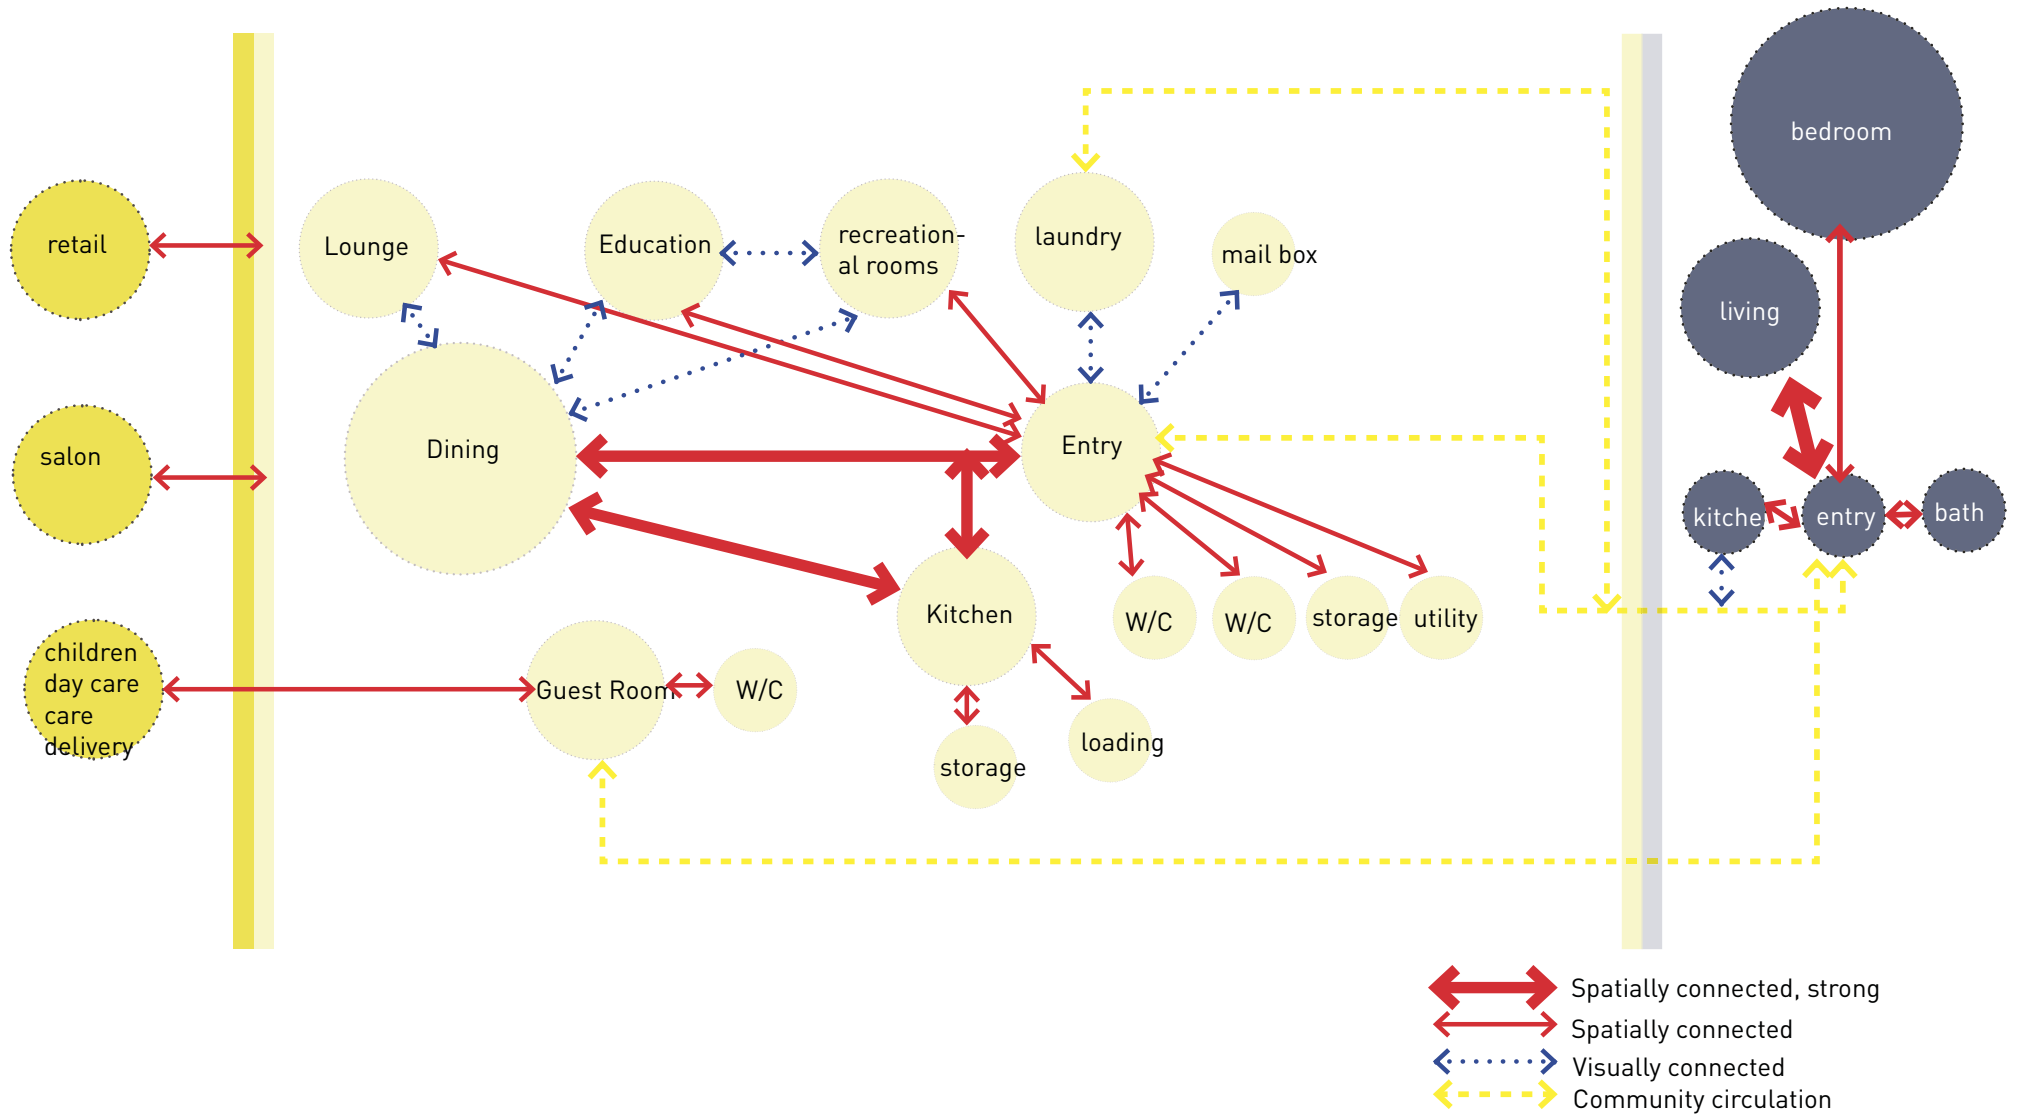 bedroom
retail
Lounge
Education
recreation-
al rooms
laundry
mail box
living
salon
Dining
Entry
kitche
entry
bath
Kitchen
W/C
W/C
storage
utility
children
day care
care
delivery
Guest Room
W/C
storage
loading
Spatially connected, strong
Spatially connected
Visually connected
Community circulation